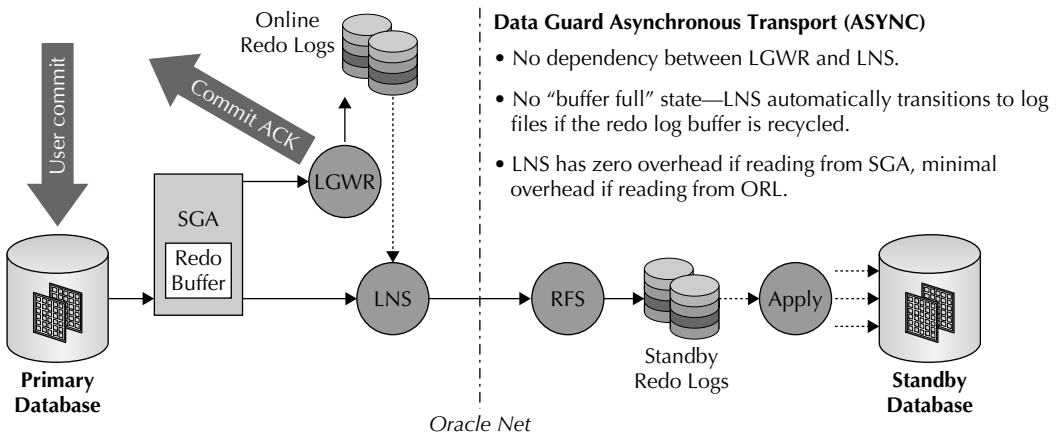 Online
Redo Logs
Data Guard Asynchronous Transport (ASYNC)
• No dependency between LGWR and LNS.
• No “buffer full” state—LNS automatically transitions to log
files if the redo log buffer is recycled.
• LNS has zero overhead if reading from SGA, minimal
overhead if reading from ORL.
User commit
Commit ACK
LGWR
SGA
Redo
Buffer
LNS
RFS
Apply
Standby
Redo Logs
Primary
Database
Standby
Database
Oracle Net